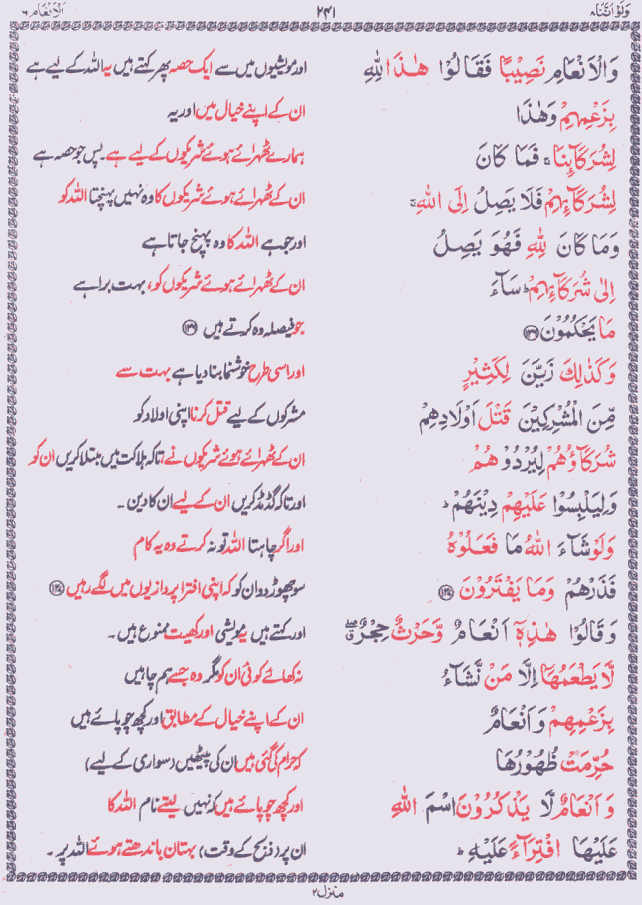 وَلَوْ اَنَّنَا ٨ ٢٤١ اَلْاَنْعَام ٦
وَالْاَنْعَامِ نَصِيْبًا فَقَالُوْا هٰذَا لِلّٰهِ اور مویشیوں میں سے ایک حصہ پھر کہتے ہیں یہ اللہ کے لیے ہے
بِزَعْمِهِمْ وَهٰذَا ان کے اپنے خیال میں اور یہ
لِشُرَكَآئِنَا ۚ فَمَا كَانَ ہمارے ٹھہرائے ہوئے شریکوں کے لیے ہے۔ پس جو حصہ ہے
لِشُرَكَآئِهِمْ فَلَا يَصِلُ اِلَى اللّٰهِ ۚ ان کے ٹھہرائے ہوئے شریکوں کا وہ نہیں پہنچتا اللہ کو
وَمَا كَانَ لِلّٰهِ فَهُوَ يَصِلُ اور جو ہے اللہ کا وہ پہنچ جاتا ہے
اِلٰى شُرَكَآئِهِمْ ؕ سَآءَ ان کے ٹھہرائے ہوئے شریکوں کو، بہت برا ہے
مَا يَحْكُمُوْنَ ﴿١٣٦﴾ جو فیصلہ وہ کرتے ہیں ﴿١٣٦﴾
وَكَذٰلِكَ زَيَّنَ لِكَثِيْرٍ اور اسی طرح خوشنما بنا دیا ہے بہت سے
مِّنَ الْمُشْرِكِيْنَ قَتْلَ اَوْلَادِهِمْ مشرکوں کے لیے قتل کرنا اپنی اولاد کو
شُرَكَآؤُهُمْ لِيُرْدُوْهُمْ ان کے ٹھہرائے ہوئے شریکوں نے تاکہ ہلاکت میں مبتلا کریں ان کو
وَلِيَلْبِسُوْا عَلَيْهِمْ دِيْنَهُمْ ؕ اور تاکہ گڈمڈ کریں ان کے لیے ان کا دین۔
وَلَوْ شَآءَ اللّٰهُ مَا فَعَلُوْهُ اور اگر چاہتا اللہ تو نہ کرتے وہ یہ کام
فَذَرْهُمْ وَمَا يَفْتَرُوْنَ ﴿١٣٧﴾ سو چھوڑ دو ان کو کہ اپنی افترا پردازیوں میں لگے رہیں ﴿١٣٧﴾
وَقَالُوْا هٰذِهٖٓ اَنْعَامٌ وَّحَرْثٌ حِجْرٌ ۖ اور کہتے ہیں یہ مویشی اور کھیت ممنوع ہیں۔
لَّا يَطْعَمُهَآ اِلَّا مَنْ نَّشَآءُ نہ کھائے کوئی ان کو مگر وہ جسے ہم چاہیں
بِزَعْمِهِمْ وَاَنْعَامٌ ان کے اپنے خیال کے مطابق اور کچھ چوپائے ہیں
حُرِّمَتْ ظُهُوْرُهَا کہ حرام کی گئی ہیں ان کی پیٹھیں (سواری کے لیے)
وَاَنْعَامٌ لَّا يَذْكُرُوْنَ اسْمَ اللّٰهِ اور کچھ چوپائے ہیں کہ نہیں لیتے نام اللہ کا
عَلَيْهَا افْتِرَآءً عَلَيْهِ ؕ ان پر (ذبح کے وقت) بہتان باندھتے ہوئے اللہ پر۔
منزل ٢